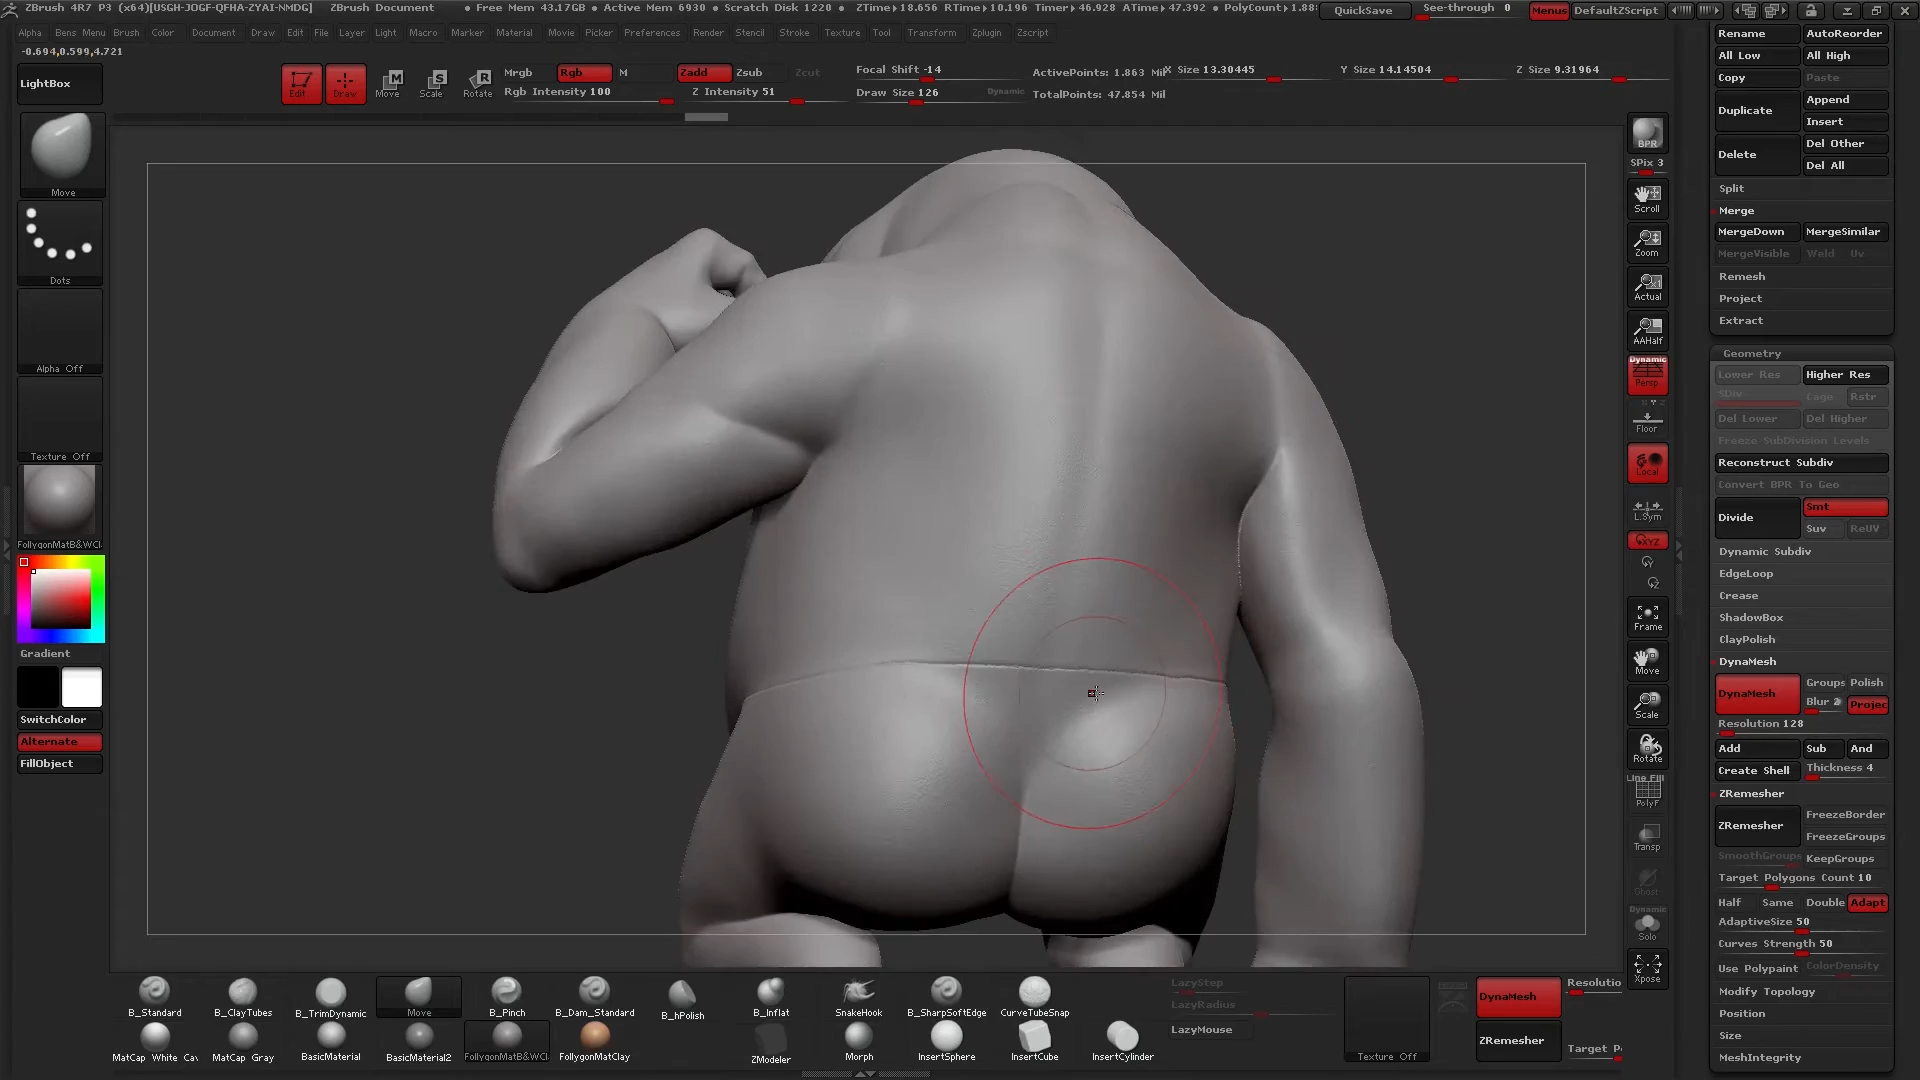 ZBrush 4R7 P3 (x64)[USGH-JOGF-QFHA-ZYAI-NMDG] ZBrush Document • Free Mem 43.17GB • Active Mem 6930 • Scratch Disk 1220 • ZTime▸18.656 RTime▸10.196 Timer▸46.928 ATime▸47.392 • PolyCount▸1.88 QuickSave See-through 0 Menus DefaultZScript
Alpha Bens Menu Brush Color Document Draw Edit File Layer Light Macro Marker Material Movie Picker Preferences Render Stencil Stroke Texture Tool Transform Zplugin Zscript
-0.694,0.599,4.721
LightBox
Edit Draw Move Scale Rotate
Mrgb Rgb M Zadd Zsub Zcut
Rgb Intensity 100 Z Intensity 51
Focal Shift -14
Draw Size 126 Dynamic
ActivePoints: 1.863 Mil
TotalPoints: 47.854 Mil
X Size 13.30445 Y Size 14.14504 Z Size 9.31964
Move
Dots
Alpha Off
Texture Off
FollygonMatB&WCl
Gradient
SwitchColor
Alternate
FillObject
BPR
SPix 3
Scroll
Zoom
Actual
AAHalf
Dynamic
Persp
Floor
Local
L.Sym
XYZ
Frame
Move
Scale
Rotate
Line Fill
PolyF
Transp
Ghost
Dynamic
Solo
Xpose
Rename AutoReorder
All Low All High
Copy Paste
Duplicate Append
Insert
Delete Del Other
Del All
Split
Merge
MergeDown MergeSimilar
MergeVisible Weld Uv
Remesh
Project
Extract
Geometry
Lower Res Higher Res
SDiv Cage Rstr
Del Lower Del Higher
Freeze SubDivision Levels
Reconstruct Subdiv
Convert BPR To Geo
Divide Smt
Suv ReUV
Dynamic Subdiv
EdgeLoop
Crease
ShadowBox
ClayPolish
DynaMesh
DynaMesh Groups Polish
Blur 2 Projec
Resolution 128
Add Sub And
Create Shell Thickness 4
ZRemesher
ZRemesher FreezeBorder
FreezeGroups
SmoothGroups KeepGroups
Target Polygons Count 10
Half Same Double Adapt
AdaptiveSize 50
Curves Strength 50
Use Polypaint ColorDensity
Modify Topology
Position
Size
MeshIntegrity
B_Standard B_ClayTubes B_TrimDynamic Move B_Pinch B_Dam_Standard B_hPolish B_Inflat SnakeHook B_SharpSoftEdge CurveTubeSnap
MatCap White Cav MatCap Gray BasicMaterial BasicMaterial2 FollygonMatB&WCl FollygonMatClay ZModeler Morph InsertSphere InsertCube InsertCylinder
LazyStep
LazyRadius
LazyMouse
Texture Off
DynaMesh Resolutio
ZRemesher Target P